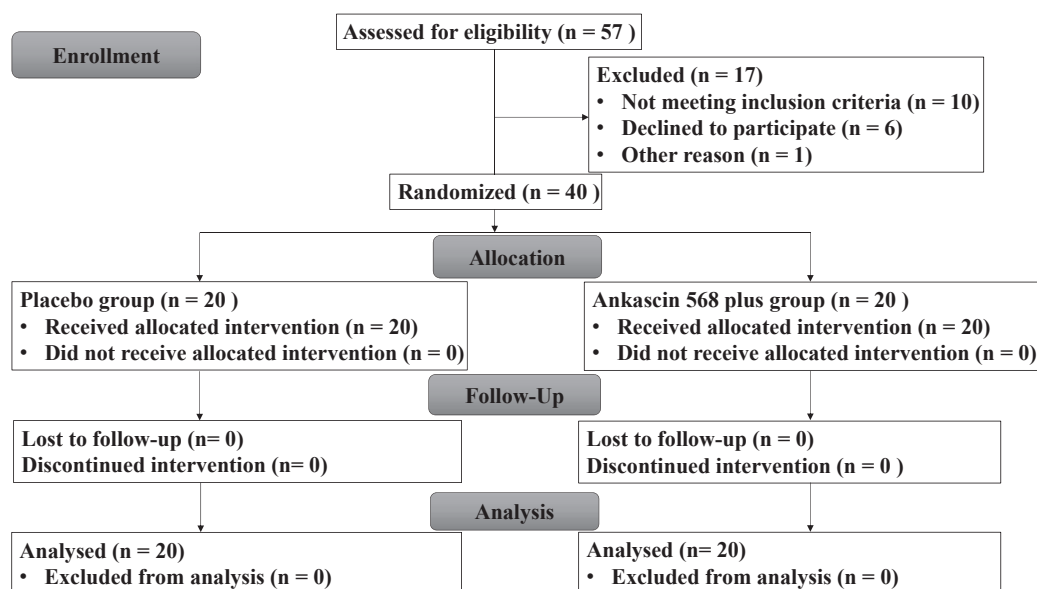 Assessed for eligibility (n = 57 )
Enrollment
Excluded (n = 17)
• Not meeting inclusion criteria (n = 10)
• Declined to participate (n = 6)
• Other reason (n = 1)
Randomized (n = 40 )
Allocation
Placebo group (n = 20 )
• Received allocated intervention (n = 20)
• Did not receive allocated intervention (n = 0)
Ankascin 568 plus group (n = 20 )
• Received allocated intervention (n = 20)
• Did not receive allocated intervention (n = 0)
Follow-Up
Lost to follow-up (n= 0)
Discontinued intervention (n= 0)
Lost to follow-up (n = 0)
Discontinued intervention (n = 0 )
Analysis
Analysed (n = 20)
• Excluded from analysis (n = 0)
Analysed (n= 20)
• Excluded from analysis (n = 0)